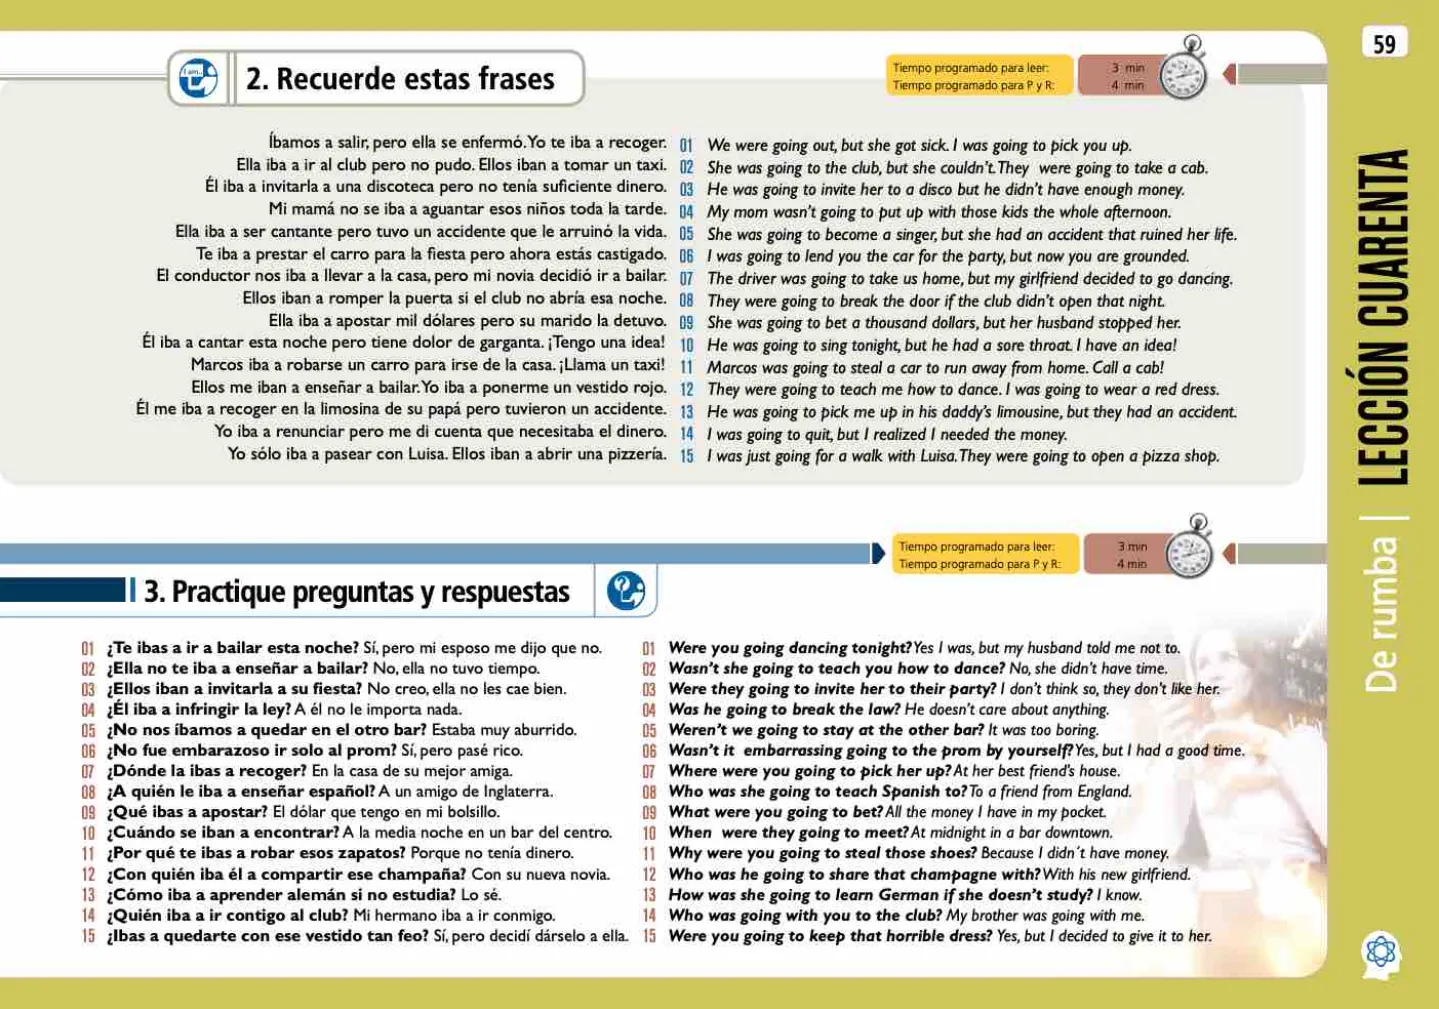 59
I am...
2. Recuerde estas frases
Tiempo programado para leer: 3 min
Tiempo programado para P y R: 4 min
Íbamos a salir, pero ella se enfermó. Yo te iba a recoger. 01 We were going out, but she got sick. I was going to pick you up.
Ella iba a ir al club pero no pudo. Ellos iban a tomar un taxi. 02 She was going to the club, but she couldn't. They were going to take a cab.
Él iba a invitarla a una discoteca pero no tenía suficiente dinero. 03 He was going to invite her to a disco but he didn't have enough money.
Mi mamá no se iba a aguantar esos niños toda la tarde. 04 My mom wasn't going to put up with those kids the whole afternoon.
Ella iba a ser cantante pero tuvo un accidente que le arruinó la vida. 05 She was going to become a singer, but she had an accident that ruined her life.
Te iba a prestar el carro para la fiesta pero ahora estás castigado. 06 I was going to lend you the car for the party, but now you are grounded.
El conductor nos iba a llevar a la casa, pero mi novia decidió ir a bailar. 07 The driver was going to take us home, but my girlfriend decided to go dancing.
Ellos iban a romper la puerta si el club no abría esa noche. 08 They were going to break the door if the club didn't open that night.
Ella iba a apostar mil dólares pero su marido la detuvo. 09 She was going to bet a thousand dollars, but her husband stopped her.
Él iba a cantar esta noche pero tiene dolor de garganta. ¡Tengo una idea! 10 He was going to sing tonight, but he had a sore throat. I have an idea!
Marcos iba a robarse un carro para irse de la casa. ¡Llama un taxi! 11 Marcos was going to steal a car to run away from home. Call a cab!
Ellos me iban a enseñar a bailar. Yo iba a ponerme un vestido rojo. 12 They were going to teach me how to dance. I was going to wear a red dress.
Él me iba a recoger en la limosina de su papá pero tuvieron un accidente. 13 He was going to pick me up in his daddy's limousine, but they had an accident.
Yo iba a renunciar pero me di cuenta que necesitaba el dinero. 14 I was going to quit, but I realized I needed the money.
Yo sólo iba a pasear con Luisa. Ellos iban a abrir una pizzería. 15 I was just going for a walk with Luisa. They were going to open a pizza shop.
Tiempo programado para leer: 3 min
Tiempo programado para P y R: 4 min
3. Practique preguntas y respuestas
01 ¿Te ibas a ir a bailar esta noche? Sí, pero mi esposo me dijo que no. 01 Were you going dancing tonight? Yes I was, but my husband told me not to.
02 ¿Ella no te iba a enseñar a bailar? No, ella no tuvo tiempo. 02 Wasn't she going to teach you how to dance? No, she didn't have time.
03 ¿Ellos iban a invitarla a su fiesta? No creo, ella no les cae bien. 03 Were they going to invite her to their party? I don't think so, they don't like her.
04 ¿Él iba a infringir la ley? A él no le importa nada. 04 Was he going to break the law? He doesn't care about anything.
05 ¿No nos íbamos a quedar en el otro bar? Estaba muy aburrido. 05 Weren't we going to stay at the other bar? It was too boring.
06 ¿No fue embarazoso ir solo al prom? Sí, pero pasé rico. 06 Wasn't it embarrassing going to the prom by yourself? Yes, but I had a good time.
07 ¿Dónde la ibas a recoger? En la casa de su mejor amiga. 07 Where were you going to pick her up? At her best friend's house.
08 ¿A quién le iba a enseñar español? A un amigo de Inglaterra. 08 Who was she going to teach Spanish to? To a friend from England.
09 ¿Qué ibas a apostar? El dólar que tengo en mi bolsillo. 09 What were you going to bet? All the money I have in my pocket.
10 ¿Cuándo se iban a encontrar? A la media noche en un bar del centro. 10 When were they going to meet? At midnight in a bar downtown.
11 ¿Por qué te ibas a robar esos zapatos? Porque no tenía dinero. 11 Why were you going to steal those shoes? Because I didn´t have money.
12 ¿Con quién iba él a compartir ese champaña? Con su nueva novia. 12 Who was he going to share that champagne with? With his new girlfriend.
13 ¿Cómo iba a aprender alemán si no estudia? Lo sé. 13 How was she going to learn German if she doesn't study? I know.
14 ¿Quién iba a ir contigo al club? Mi hermano iba a ir conmigo. 14 Who was going with you to the club? My brother was going with me.
15 ¿Ibas a quedarte con ese vestido tan feo? Sí, pero decidí dárselo a ella. 15 Were you going to keep that horrible dress? Yes, but I decided to give it to her.
De rumba | LECCIÓN CUARENTA